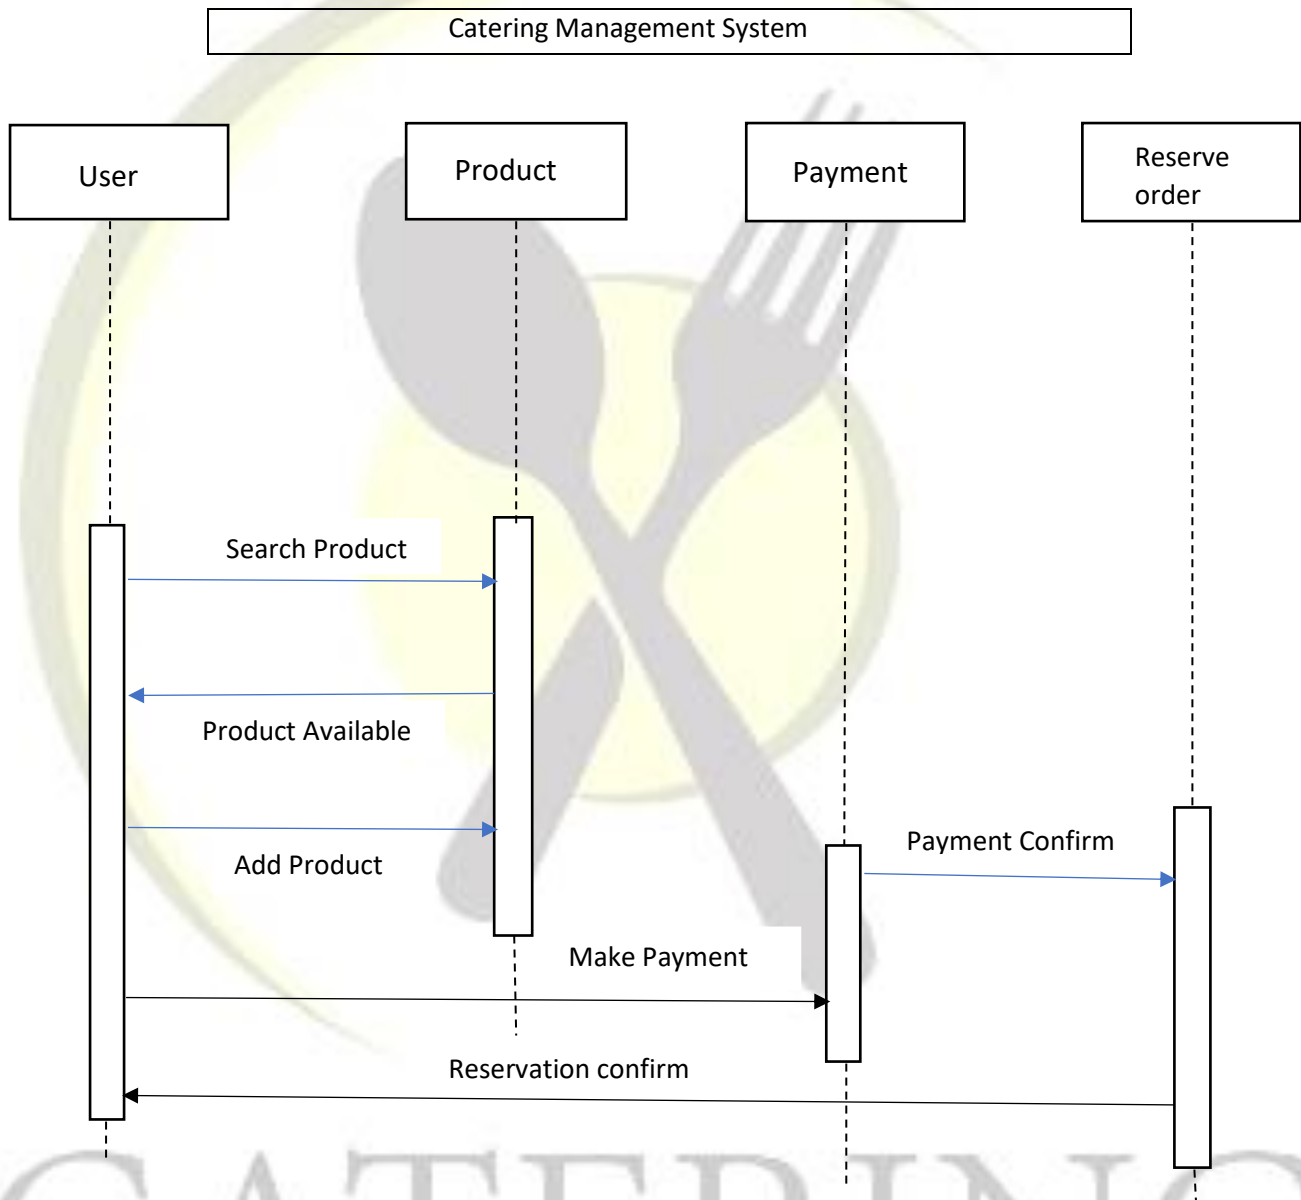 Catering Management System
User
Product
Payment
Reserve
order
Search Product
Product Available
Add Product
Payment Confirm
Make Payment
Reservation confirm
CATERING